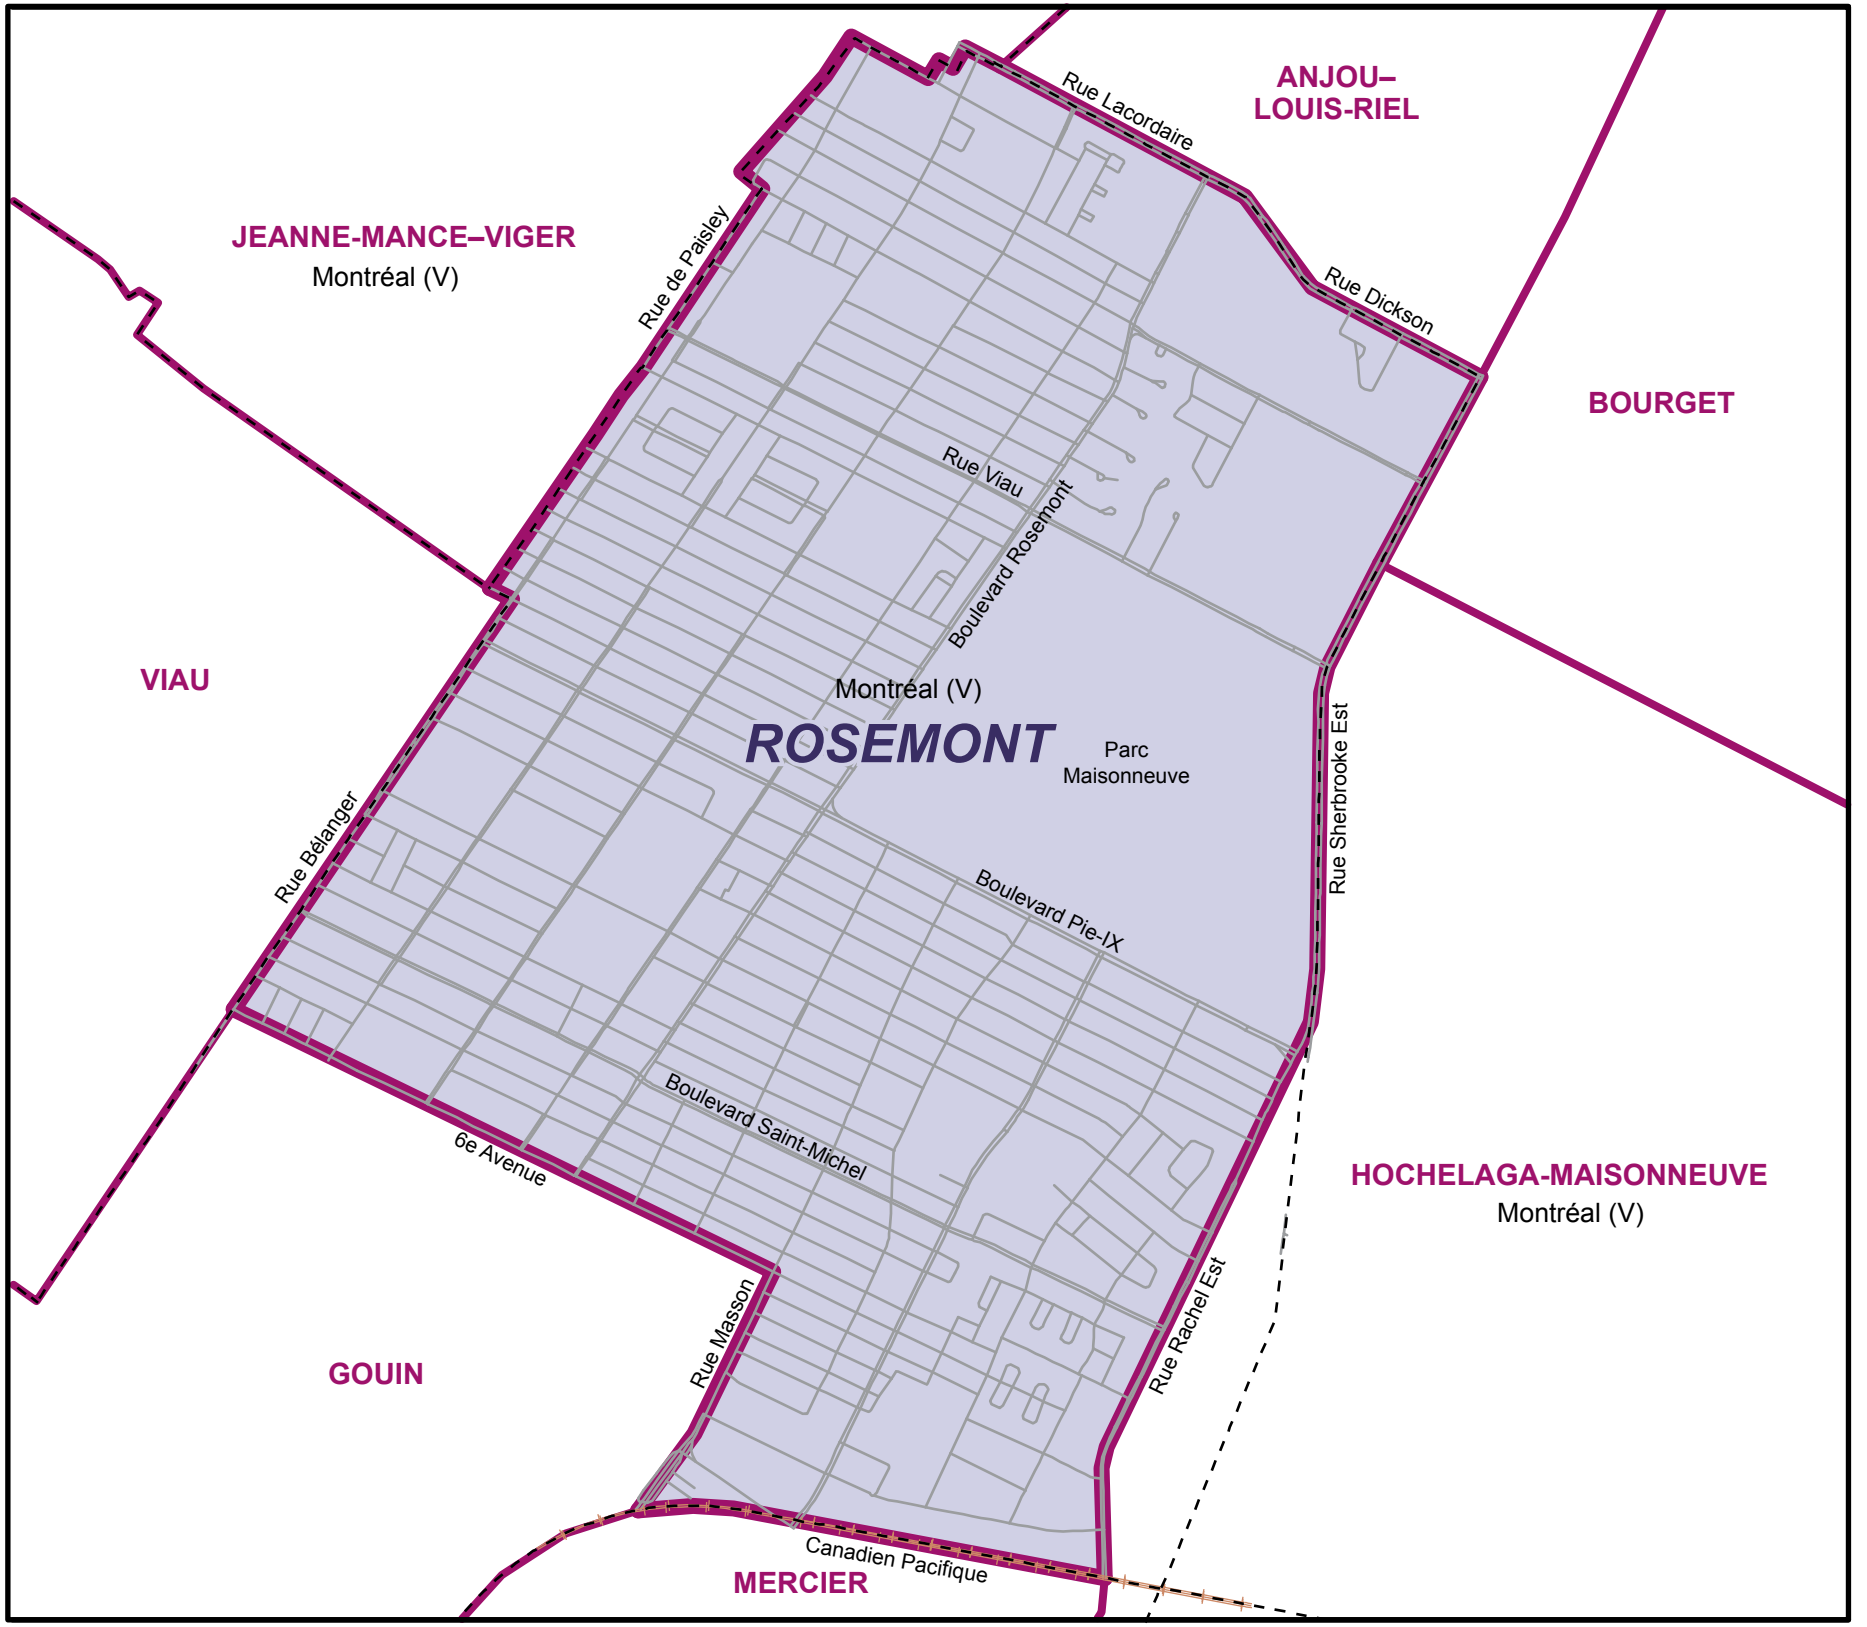 ANJOU–
LOUIS-RIEL
Rue Lacordaire
JEANNE-MANCE–VIGER
Montréal (V)
Rue de Paisley
Rue Dickson
BOURGET
Rue Viau
Boulevard Rosemont
VIAU
Montréal (V)
ROSEMONT
Parc
Maisonneuve
Rue Sherbrooke Est
Rue Bélanger
Boulevard Pie-IX
Boulevard Saint-Michel
6e Avenue
HOCHELAGA-MAISONNEUVE
Montréal (V)
Rue Masson
Rue Rachel Est
GOUIN
Canadien Pacifique
MERCIER